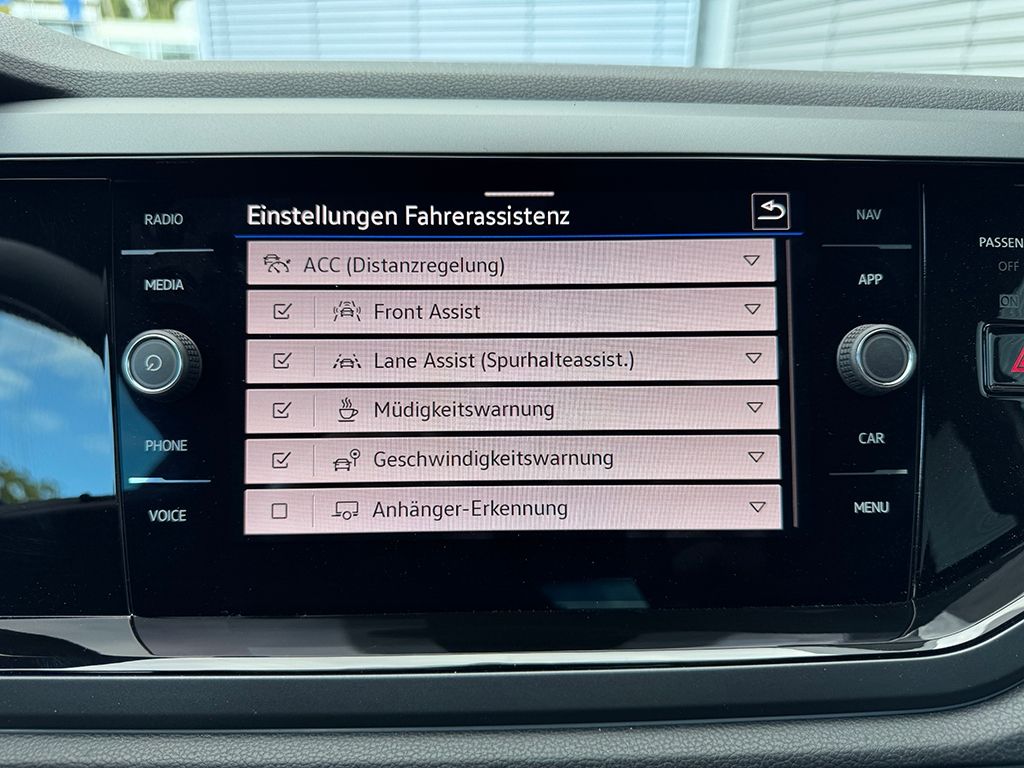 RADIO
MEDIA
PHONE
VOICE
Einstellungen Fahrerassistenz
ACC (Distanzregelung)
Front Assist
Lane Assist (Spurhalteassist.)
Müdigkeitswarnung
Geschwindigkeitswarnung
Anhänger-Erkennung
NAV
APP
CAR
MENU
PASSEN
OFF
ON